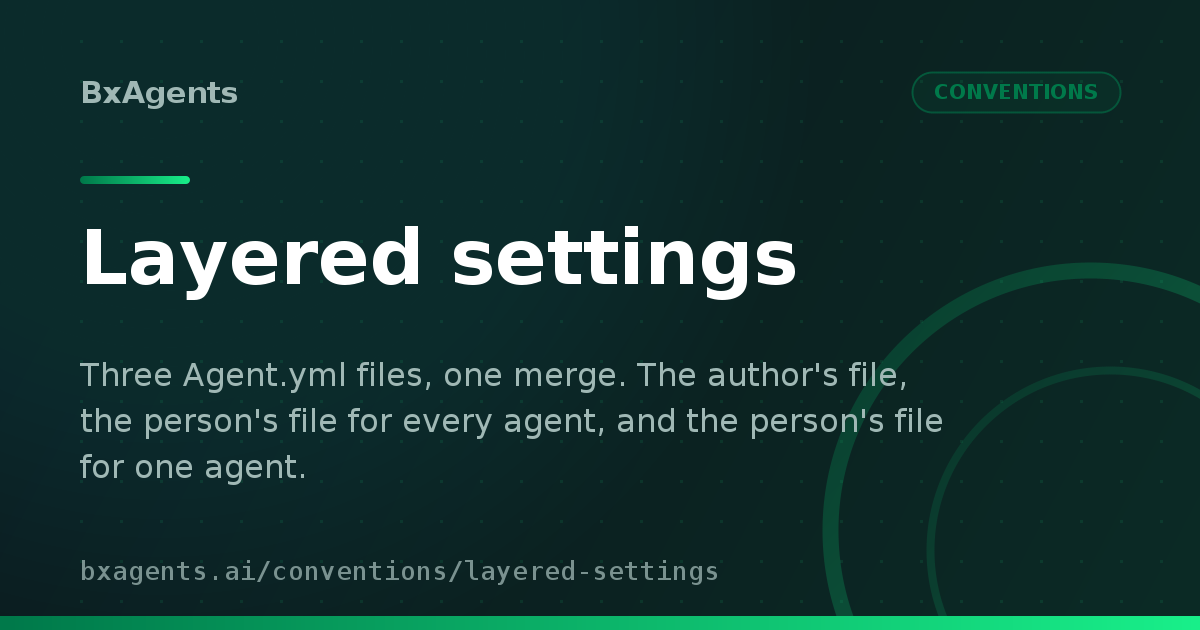 BxAgents
CONVENTIONS
Layered settings
Three Agent.yml files, one merge. The author's file,
the person's file for every agent, and the person's file
for one agent.
bxagents.ai/conventions/layered-settings